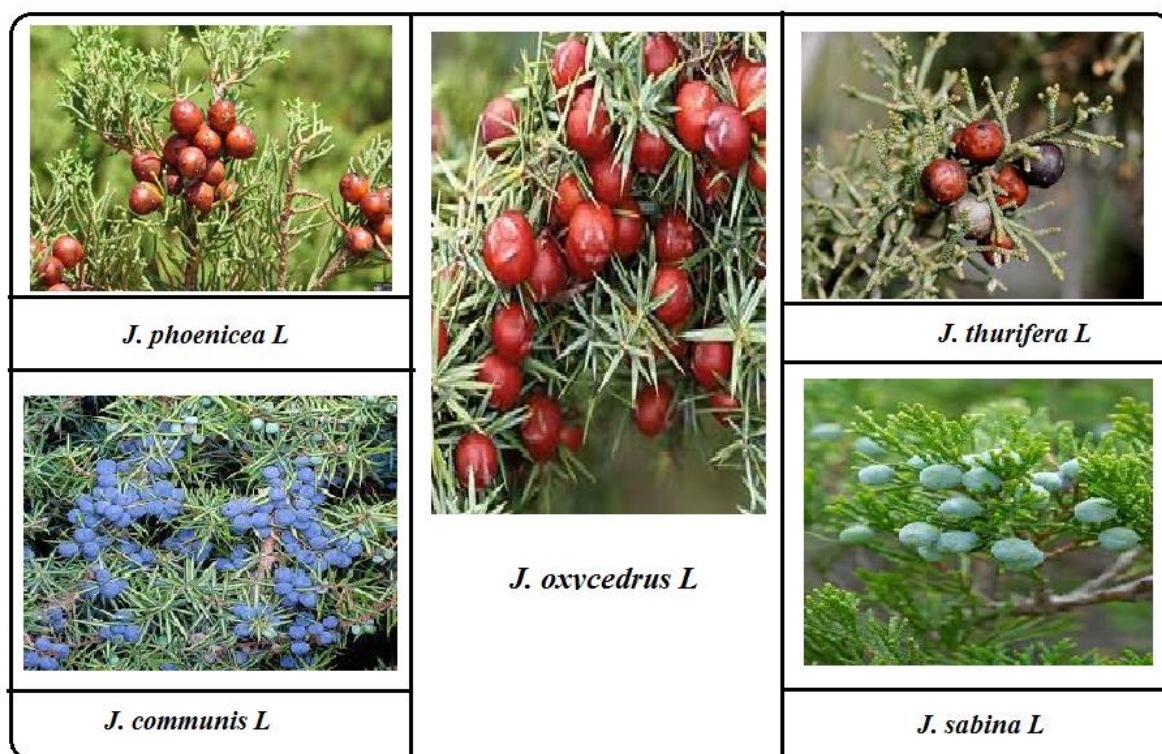 J. phoenicea L
J. oxycedrus L
J. thurifera L
J. communis L
J. sabina L